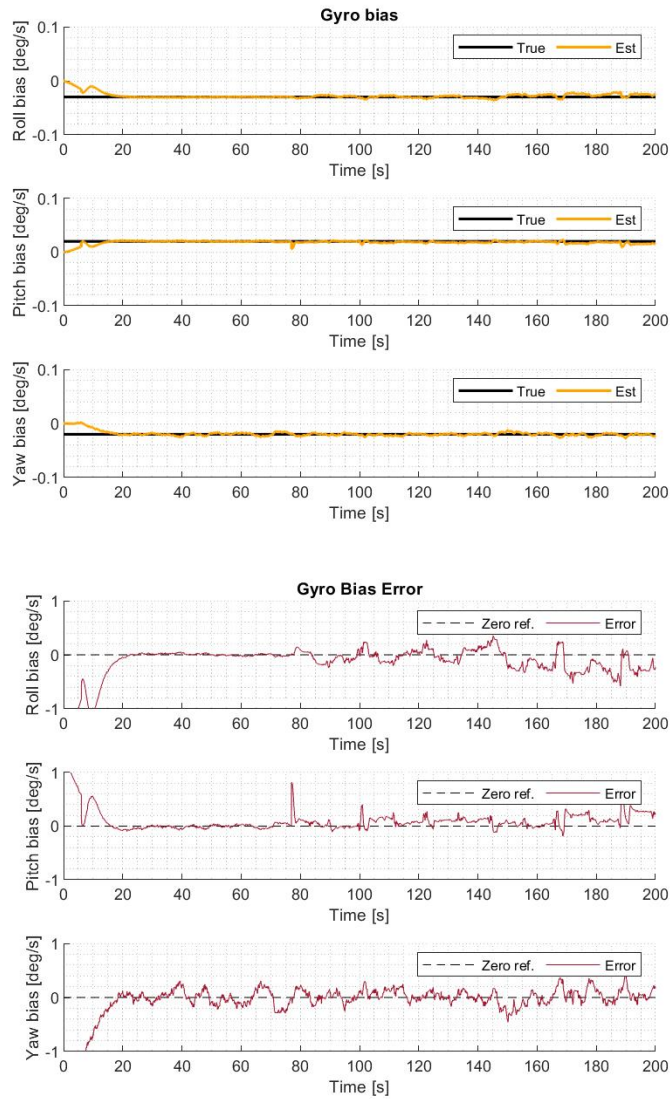 Gyro bias
Roll bias [deg/s]
0.1
0
-0.1
True Est
0 20 40 60 80 100 120 140 160 180 200
Time [s]
Pitch bias [deg/s]
0.1
0
-0.1
True Est
0 20 40 60 80 100 120 140 160 180 200
Time [s]
Yaw bias [deg/s]
0.1
0
-0.1
True Est
0 20 40 60 80 100 120 140 160 180 200
Time [s]
Gyro Bias Error
Roll bias [deg/s]
1
0
-1
Zero ref. Error
0 20 40 60 80 100 120 140 160 180 200
Time [s]
Pitch bias [deg/s]
1
0
-1
Zero ref. Error
0 20 40 60 80 100 120 140 160 180 200
Time [s]
Yaw bias [deg/s]
1
0
-1
Zero ref. Error
0 20 40 60 80 100 120 140 160 180 200
Time [s]